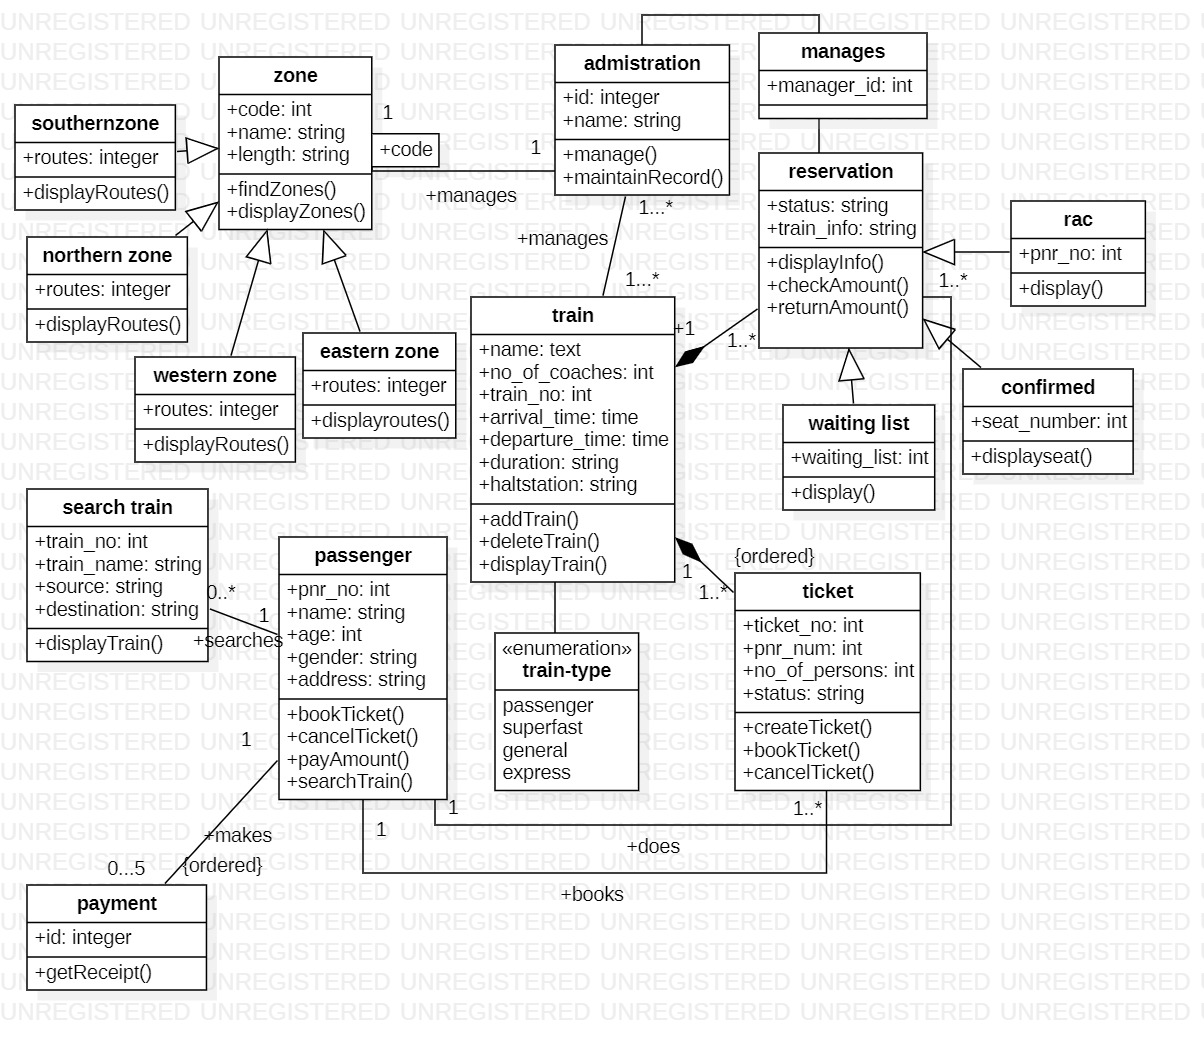 zone
+code: int
+name: string
+length: string
+findZones()
+displayZones()
1
+code
+manages
1
southernzone
+routes: integer
+displayRoutes()
northern zone
+routes: integer
+displayRoutes()
western zone
+routes: integer
+displayRoutes()
eastern zone
+routes: integer
+displayroutes()
admistration
+id: integer
+name: string
+manage()
+maintainRecord()
1...*
+manages
1...*
manages
+manager_id: int
reservation
+status: string
+train_info: string
+displayInfo()
+checkAmount()
+returnAmount()
rac
+pnr_no: int
+display()
1..*
confirmed
+seat_number: int
+displayseat()
waiting list
+waiting_list: int
+display()
train
+name: text
+no_of_coaches: int
+train_no: int
+arrival_time: time
+departure_time: time
+duration: string
+haltstation: string
+addTrain()
+deleteTrain()
+displayTrain()
+1
1..*
1
{ordered}
1..*
«enumeration»
train-type
passenger
superfast
general
express
ticket
+ticket_no: int
+pnr_num: int
+no_of_persons: int
+status: string
+createTicket()
+bookTicket()
+cancelTicket()
1..*
search train
+train_no: int
+train_name: string
+source: string
+destination: string
+displayTrain()
0..*
1
+searches
passenger
+pnr_no: int
+name: string
+age: int
+gender: string
+address: string
+bookTicket()
+cancelTicket()
+payAmount()
+searchTrain()
1
1
1
+does
+books
+makes
{ordered}
0...5
payment
+id: integer
+getReceipt()
UNREGISTERED